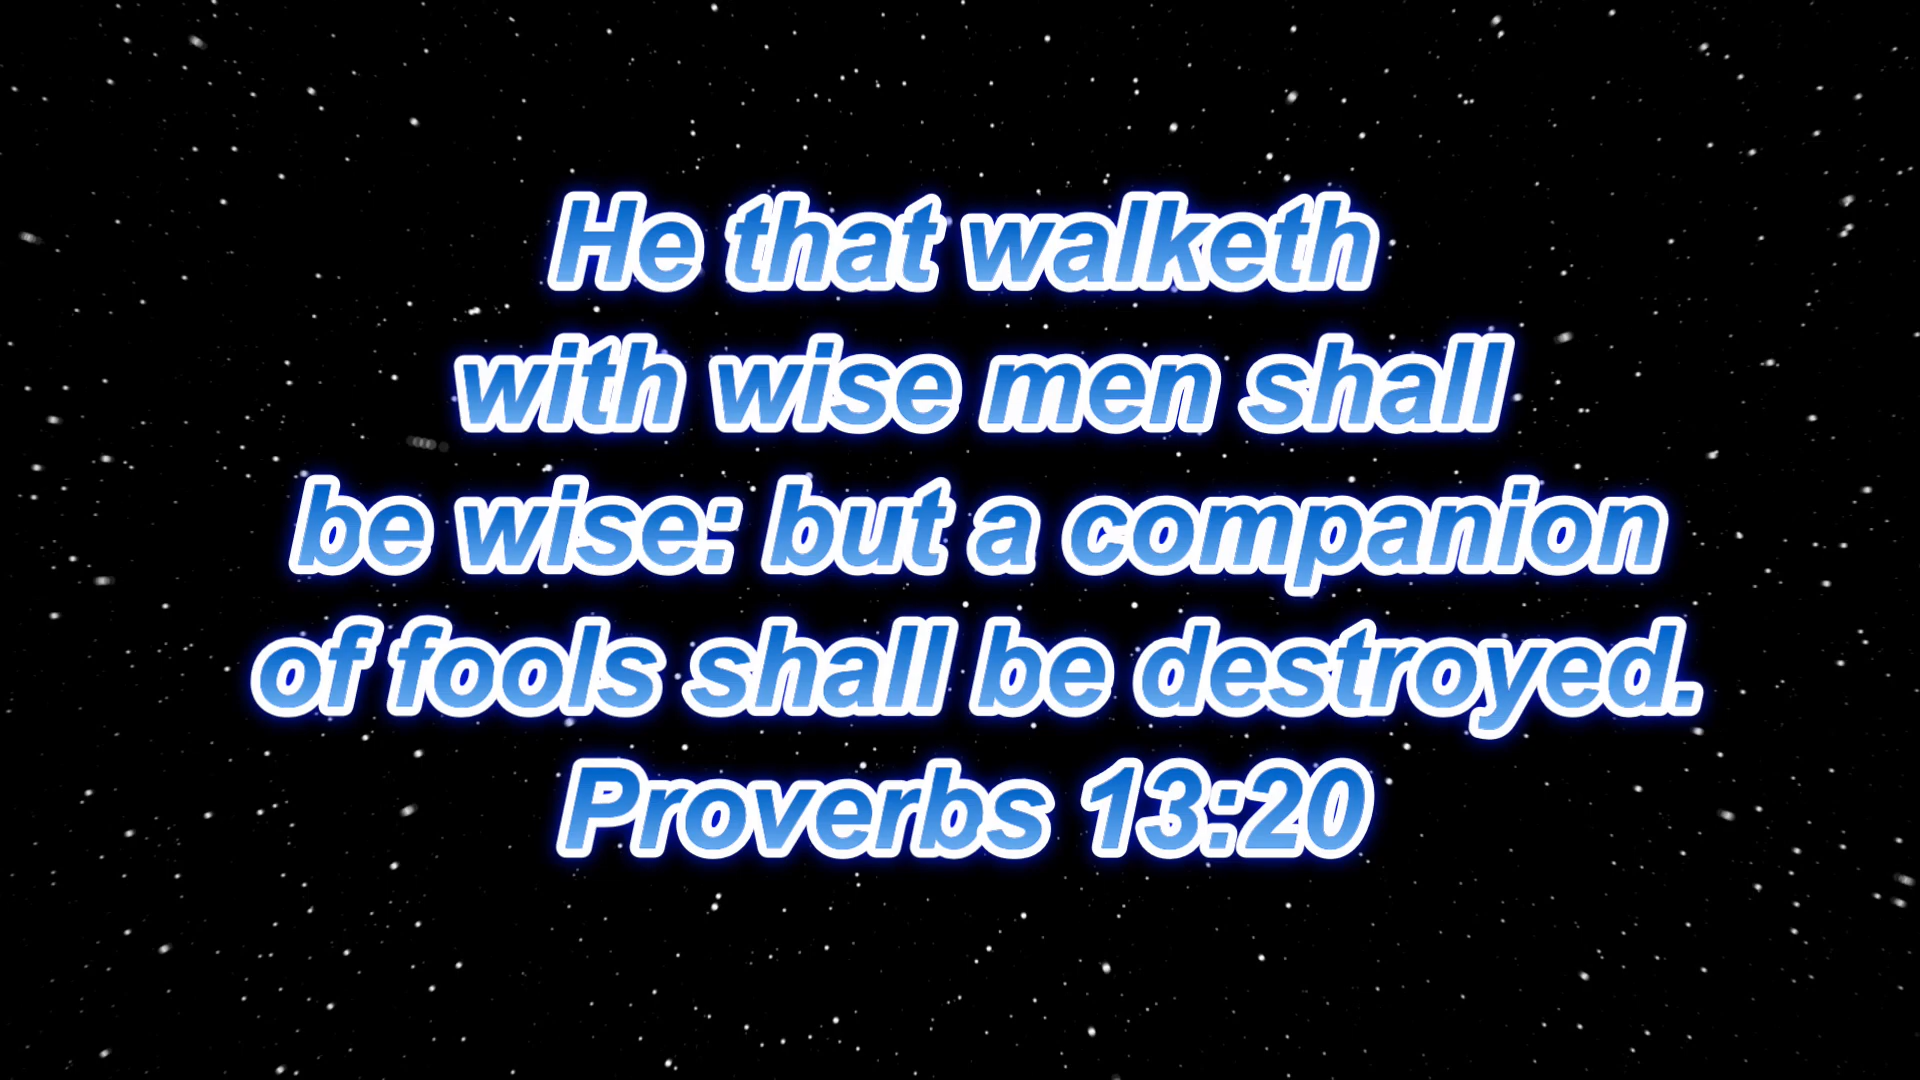 He that walketh
with wise men shall
be wise: but a companion
of fools shall be destroyed.
Proverbs 13:20